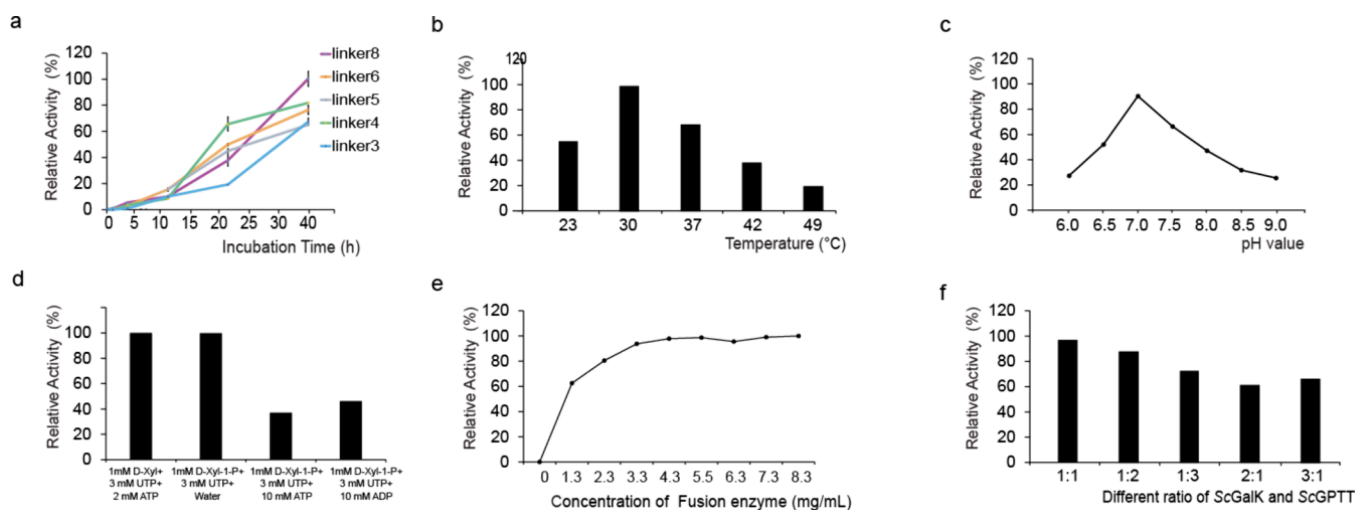 a
Relative Activity (%)
120
100
80
60
40
20
0
0 5 10 15 20 25 30 35 40
Incubation Time (h)
linker8
linker6
linker5
linker4
linker3
b
Relative Activity (%)
120
100
80
60
40
20
0
23 30 37 42 49
Temperature (°C)
c
Relative Activity (%)
120
100
80
60
40
20
0
6.0 6.5 7.0 7.5 8.0 8.5 9.0
pH value
d
Relative Activity (%)
120
100
80
60
40
20
0
1mM D-Xyl+
3 mM UTP+
2 mM ATP
1mM D-Xyl-1-P+
3 mM UTP+
Water
1mM D-Xyl-1-P+
3 mM UTP+
10 mM ATP
1mM D-Xyl-1-P+
3 mM UTP+
10 mM ADP
e
Relative Activity (%)
120
100
80
60
40
20
0
0 1.3 2.3 3.3 4.3 5.5 6.3 7.3 8.3
Concentration of Fusion enzyme (mg/mL)
f
Relative Activity (%)
120
100
80
60
40
20
0
1:1 1:2 1:3 2:1 3:1
Different ratio of ScGalK and ScGPTT